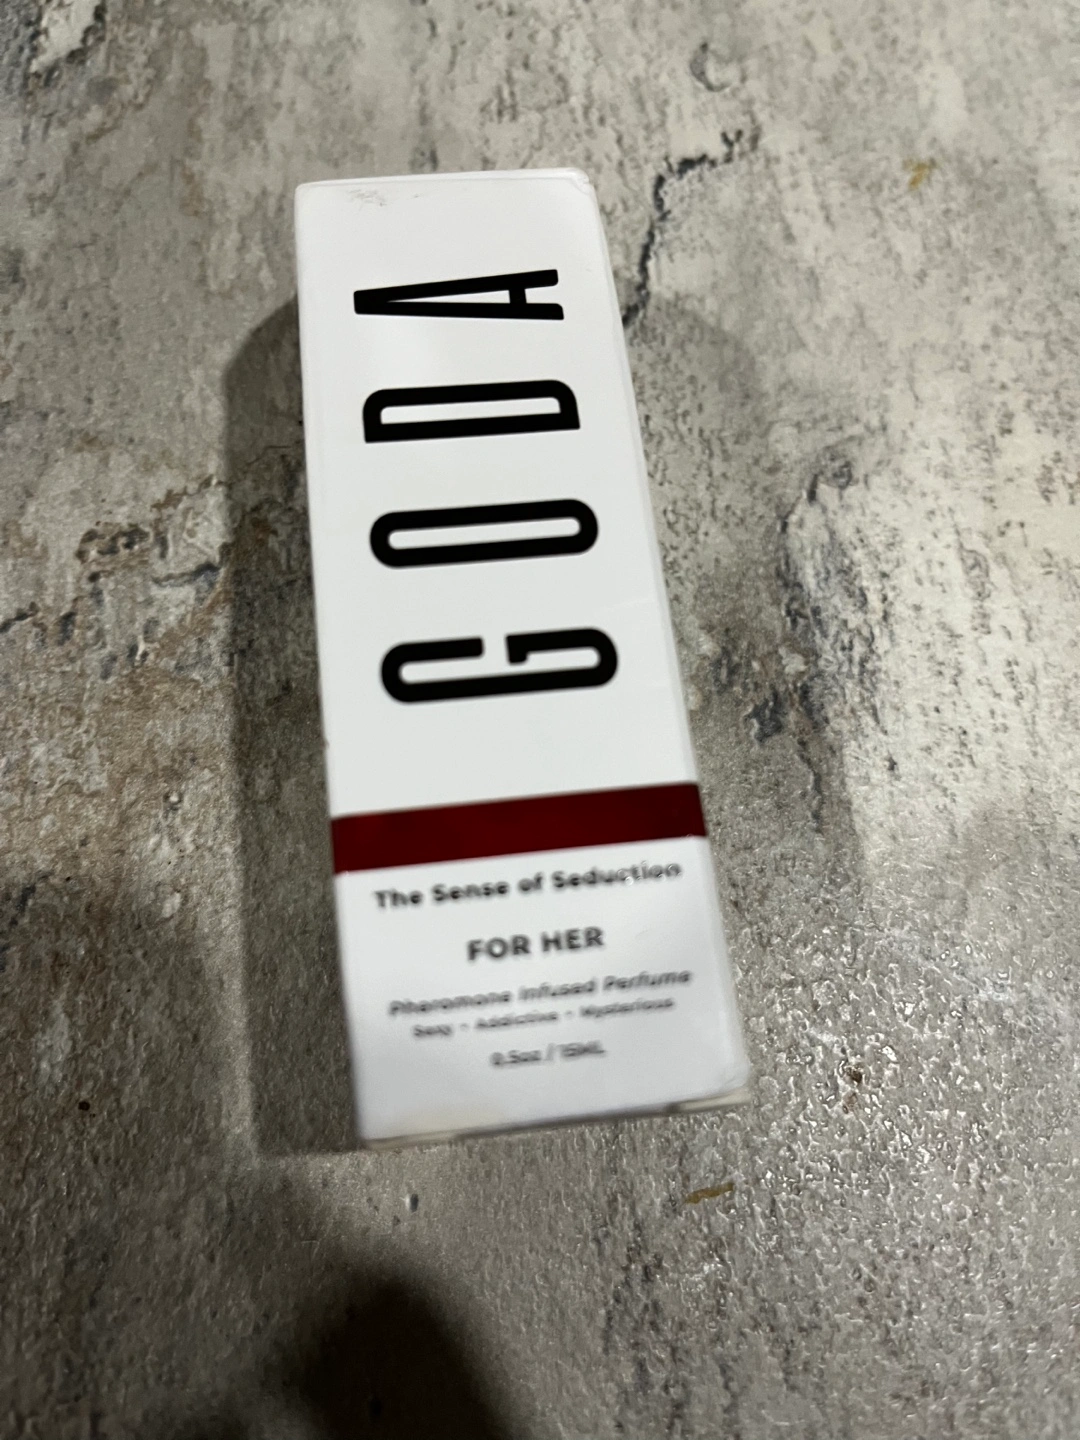 GODA
The Sense of Seduction
FOR HER
Pheromone Infused Perfume
Sexy • Addictive • Mysterious
0.5oz / 15ML